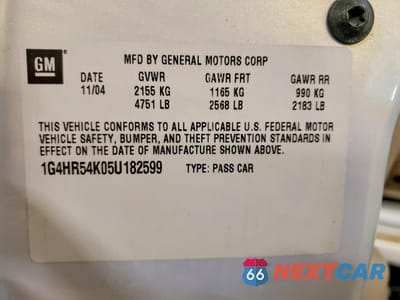 GM
MFD BY GENERAL MOTORS CORP
DATE GVWR GAWR FRT GAWR RR
11/04 2155 KG 1165 KG 990 KG
4751 LB 2568 LB 2183 LB
THIS VEHICLE CONFORMS TO ALL APPLICABLE U.S. FEDERAL MOTOR
VEHICLE SAFETY, BUMPER, AND THEFT PREVENTION STANDARDS IN
EFFECT ON THE DATE OF MANUFACTURE SHOWN ABOVE.
1G4HR54K05U182599 TYPE: PASS CAR
66 NEXTCAR